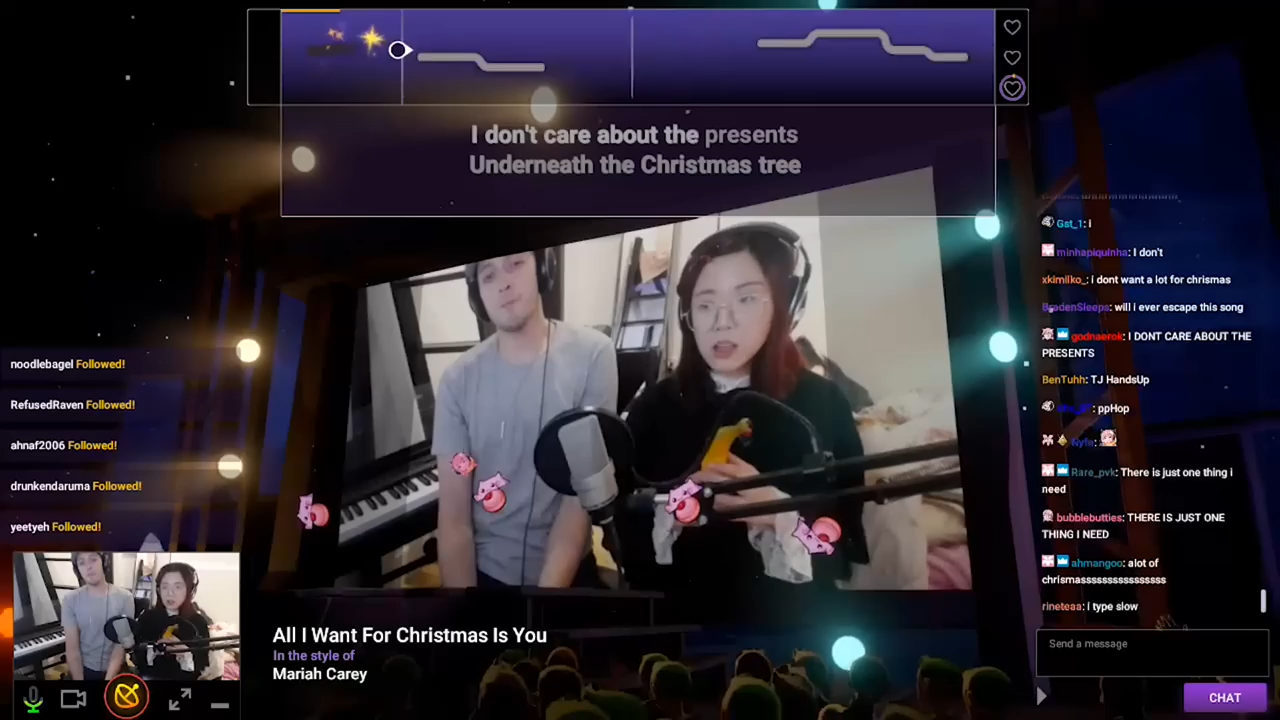 I don't care about the presents
Underneath the Christmas tree
Gst_1: i
minhapiquinha: I don't
xkimilko_: i dont want a lot for chrismas
BradenSleeps: will i ever escape this song
godnaerok: I DONT CARE ABOUT THE
PRESENTS
BenTuhh: TJ HandsUp
: ppHop
Nyfe:
Rare_pvk: There is just one thing i
need
bubblebutties: THERE IS JUST ONE
THING I NEED
ahmangoo: alot of
chrismasssssssssssssssss
rineteaa: i type slow
Send a message
CHAT
noodlebagel Followed!
RefusedRaven Followed!
ahnaf2006 Followed!
drunkendaruma Followed!
yeetyeh Followed!
All I Want For Christmas Is You
In the style of
Mariah Carey